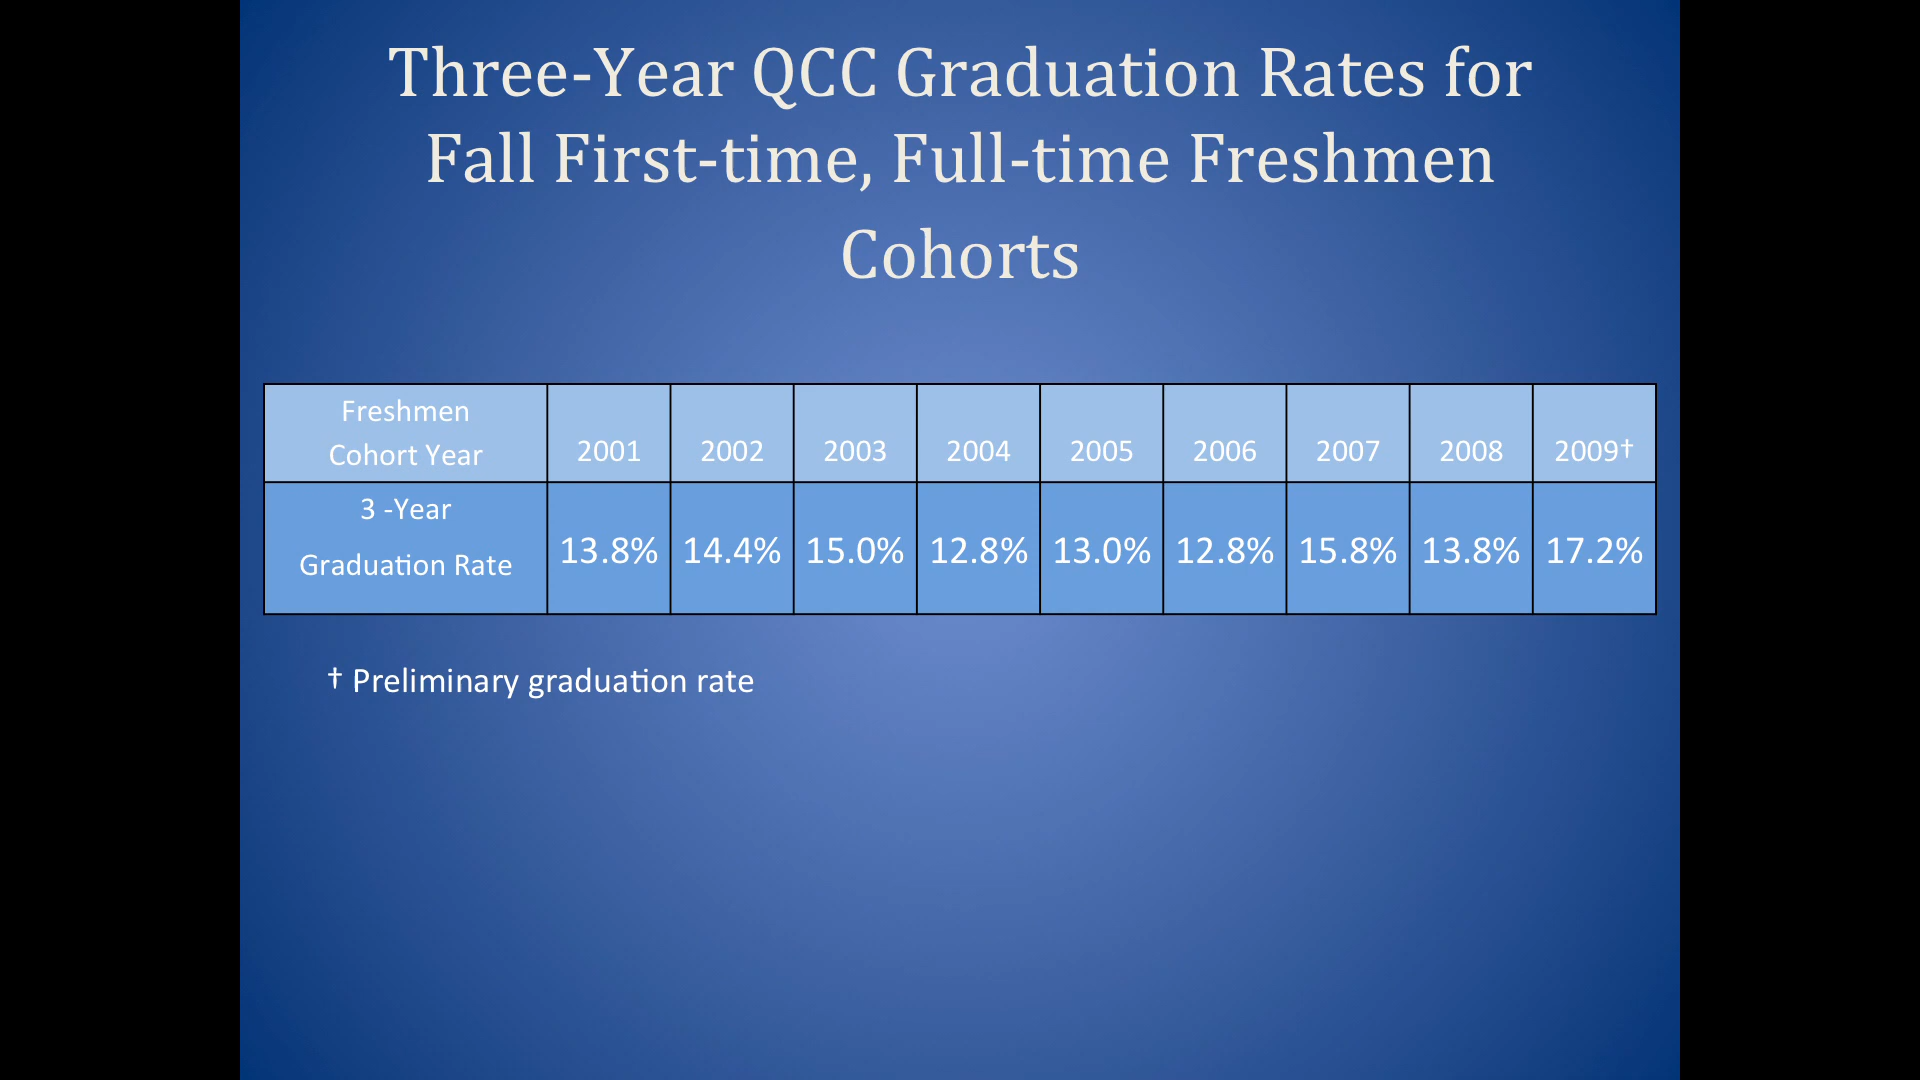 Three-Year QCC Graduation Rates for
Fall First-time, Full-time Freshmen
Cohorts
Freshmen
Cohort Year 2001 2002 2003 2004 2005 2006 2007 2008 2009†
3 -Year
Graduation Rate 13.8% 14.4% 15.0% 12.8% 13.0% 12.8% 15.8% 13.8% 17.2%
† Preliminary graduation rate